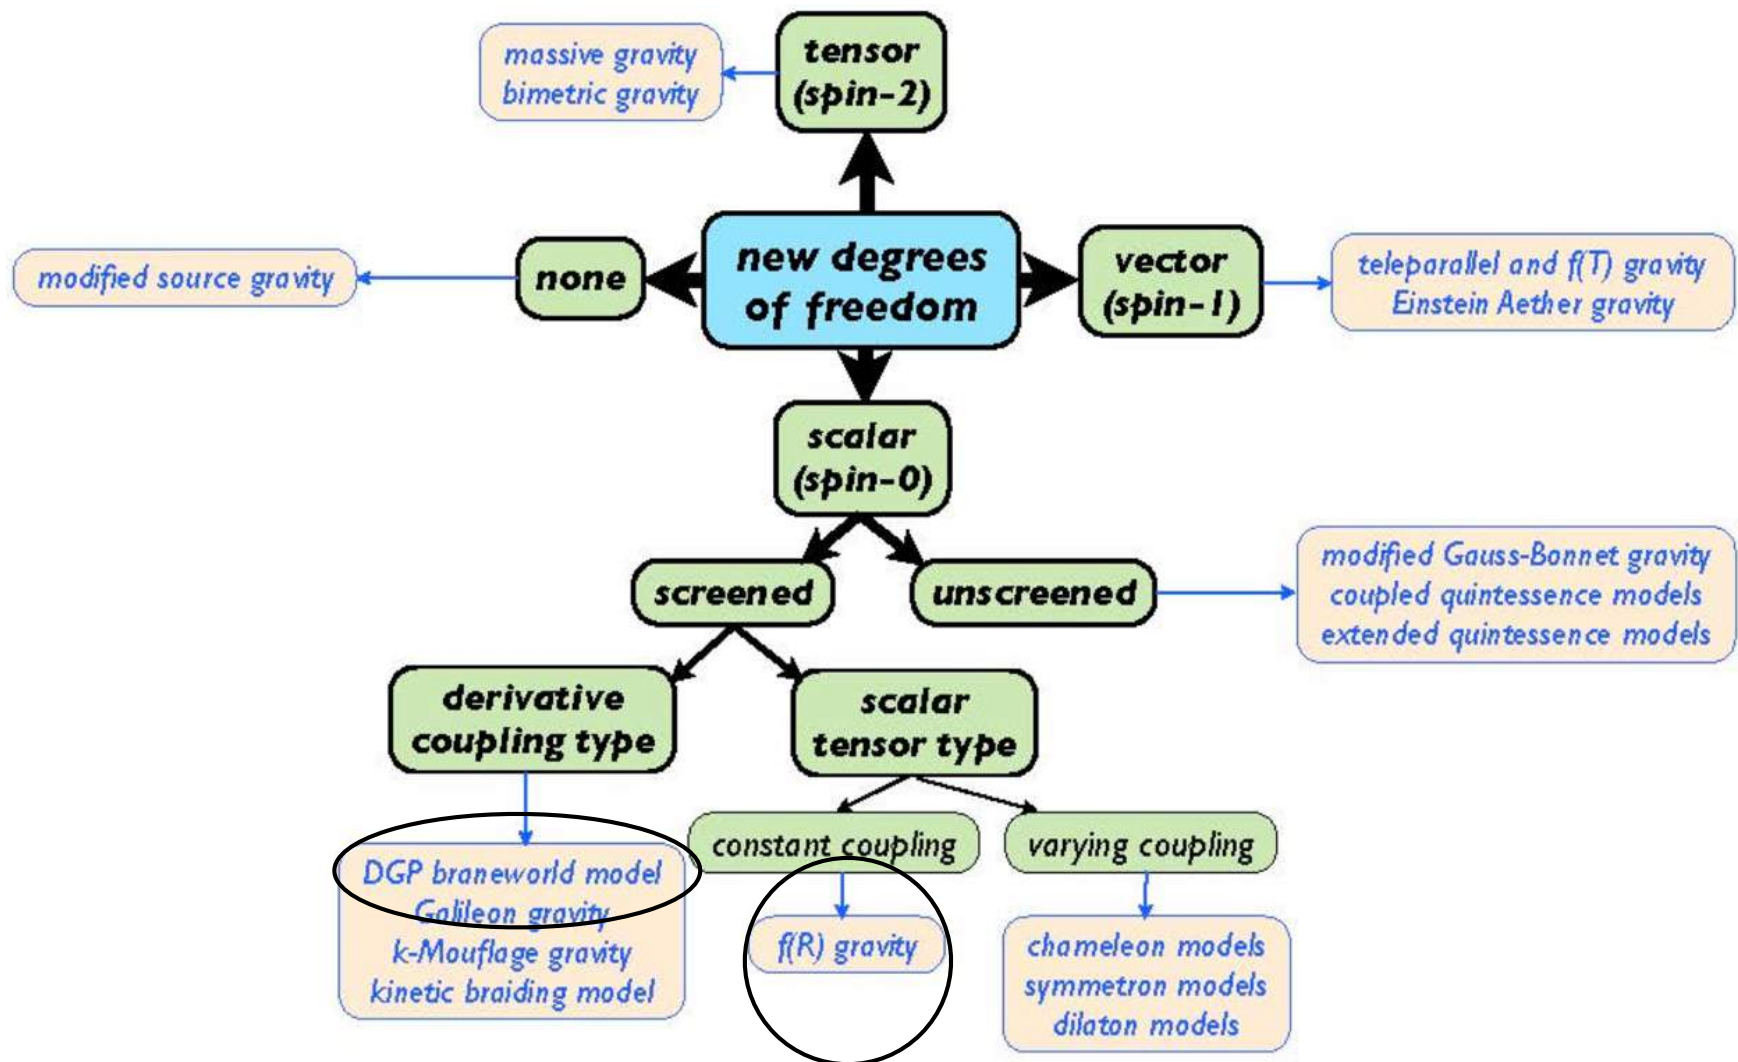 massive gravity
bimetric gravity
tensor
(spin-2)
modified source gravity
none
new degrees
of freedom
vector
(spin-1)
teleparallel and f(T) gravity
Einstein Aether gravity
scalar
(spin-0)
screened
unscreened
modified Gauss-Bonnet gravity
coupled quintessence models
extended quintessence models
derivative
coupling type
scalar
tensor type
constant coupling
varying coupling
DGP braneworld model
Galileon gravity
k-Mouflage gravity
kinetic braiding model
f(R) gravity
chameleon models
symmetron models
dilaton models